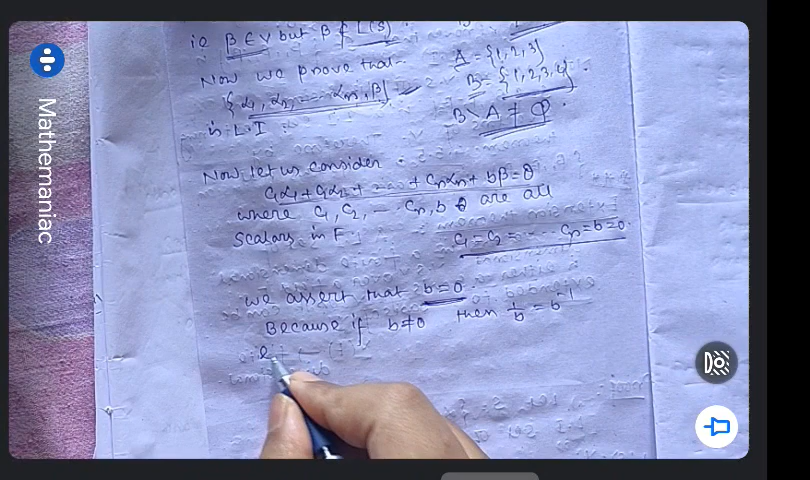 ie β ∈ V but β ∉ L(S).
Now we prove that
{α1, α2, --- αn, β}
is L.I
A = {1,2,3}
B = {1,2,3,4}.
B \ A ≠ φ.
Now let us consider
c1α1 + c2α2 + --- + cnαn + bβ = θ
where c1, c2, --- cn, b are all
scalars in F.
c1 = c2 = --- cn = b = 0.
we assert that b = 0.
Because if b ≠ 0 then 1/b = b^-1
Mathemaniac